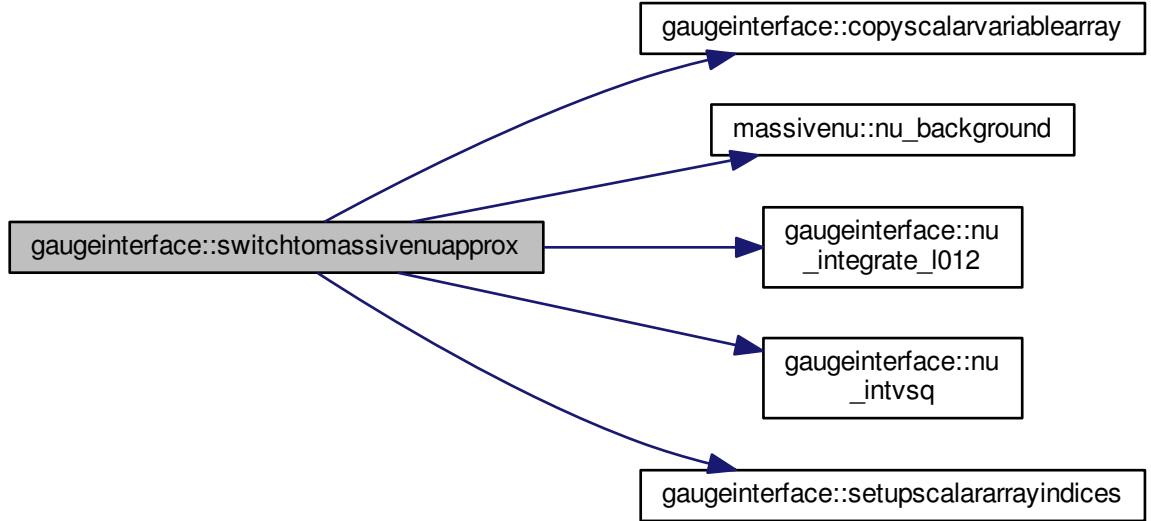 gaugeinterface::copyscalarvariablearray
massivenu::nu_background
gaugeinterface::switchtomassivenuapprox
gaugeinterface::nu
_integrate_l012
gaugeinterface::nu
_intvsq
gaugeinterface::setupscalararrayindices